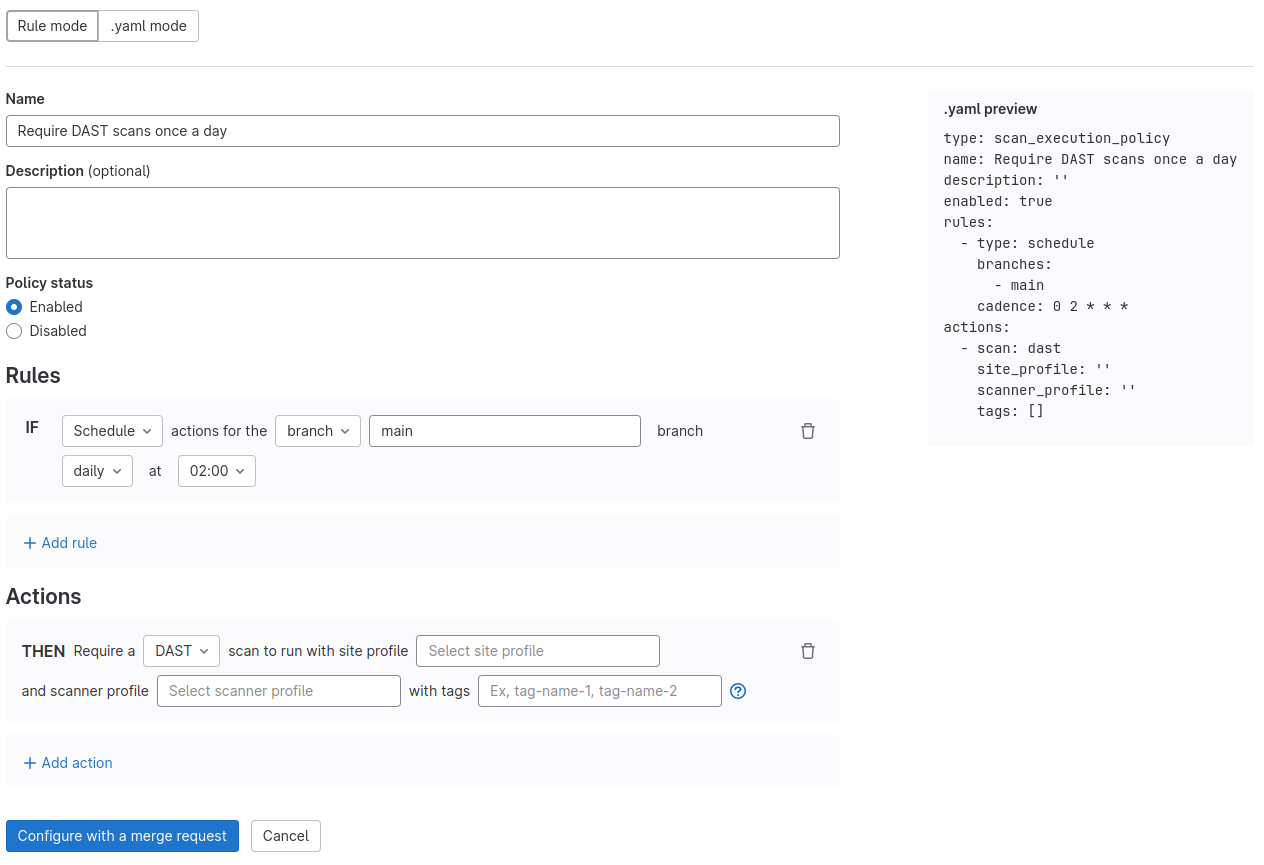 Rule mode .yaml mode
Name
Require DAST scans once a day
Description (optional)
Policy status
Enabled
Disabled
Rules
IF Schedule actions for the branch main branch
daily at 02:00
+ Add rule
Actions
THEN Require a DAST scan to run with site profile Select site profile
and scanner profile Select scanner profile with tags Ex, tag-name-1, tag-name-2
+ Add action
Configure with a merge request Cancel
.yaml preview
type: scan_execution_policy
name: Require DAST scans once a day
description: ''
enabled: true
rules:
  - type: schedule
    branches:
      - main
    cadence: 0 2 * * *
actions:
  - scan: dast
    site_profile: ''
    scanner_profile: ''
    tags: []